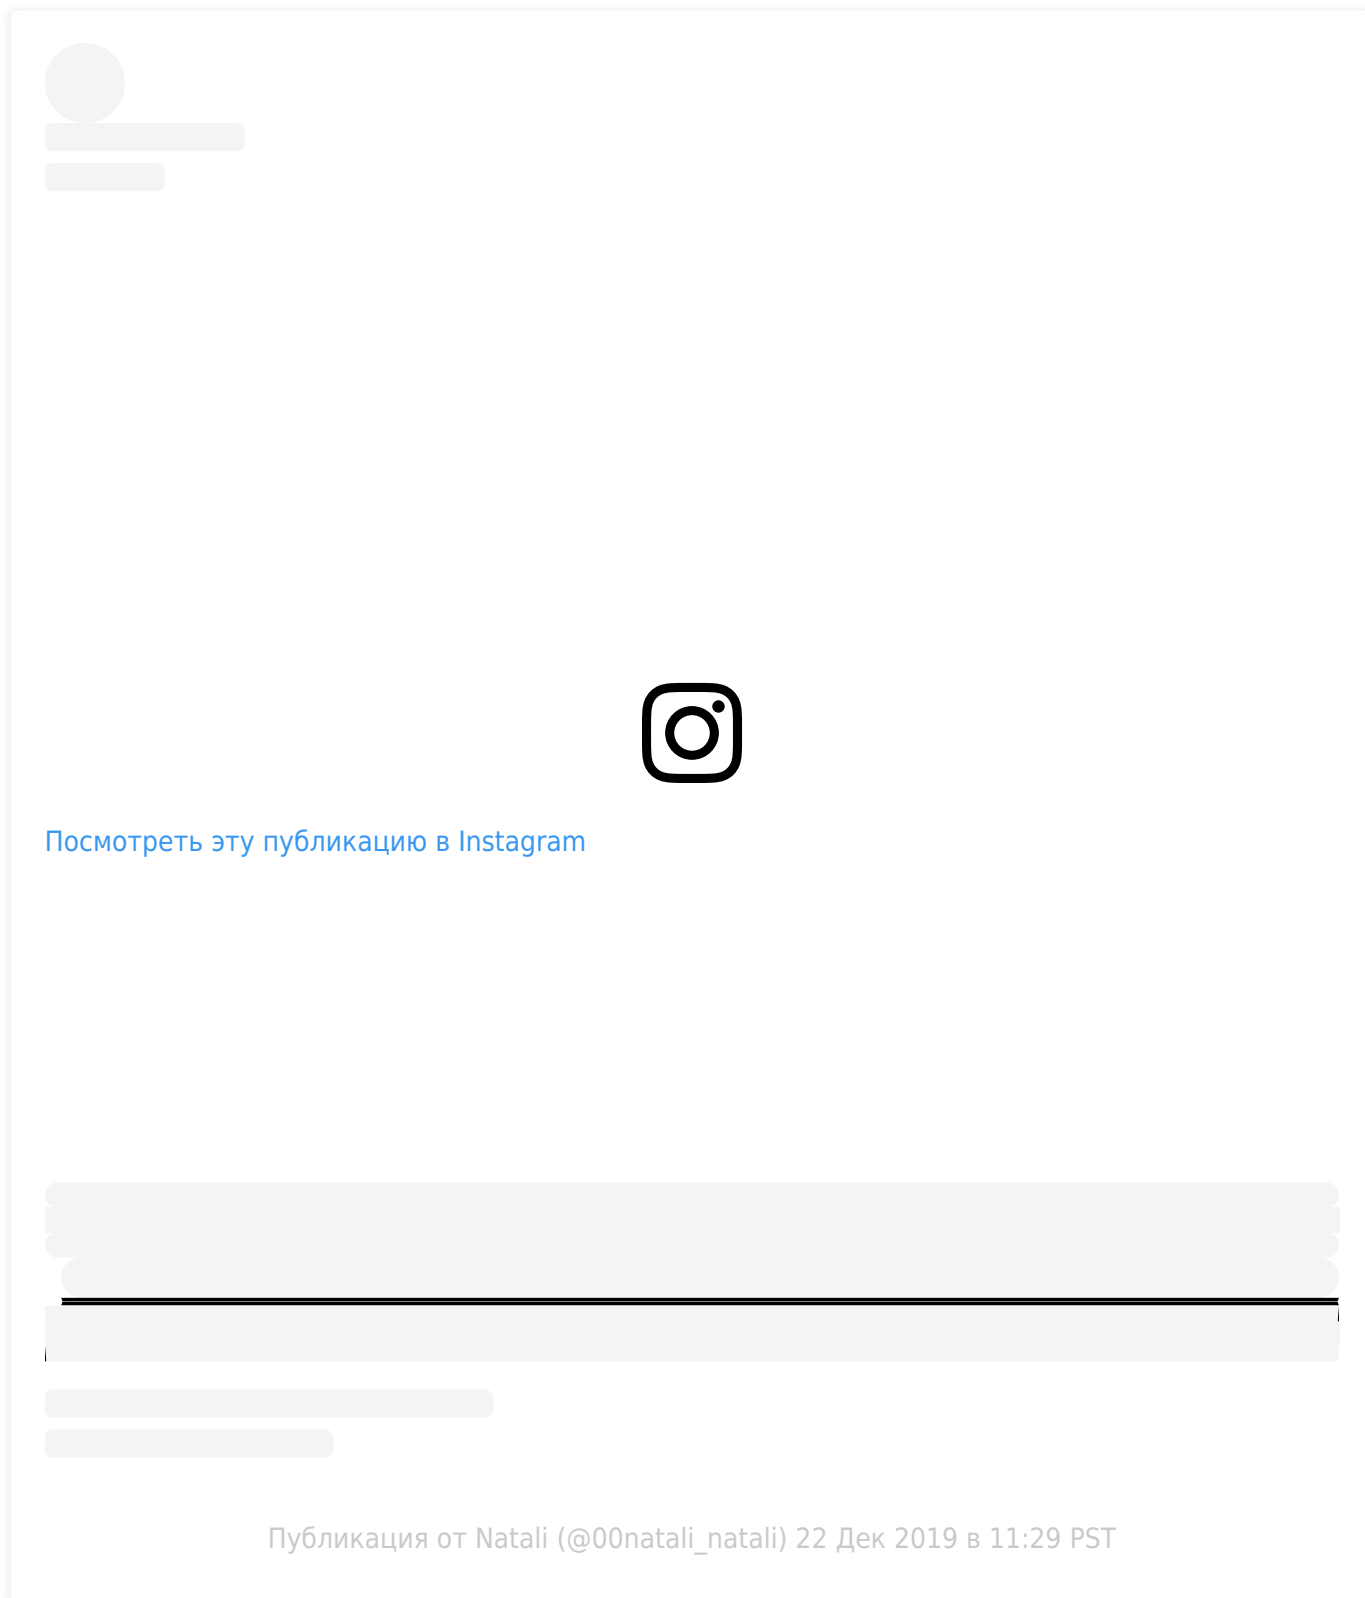 Посмотреть эту публикацию в Instagram
Публикация от Natali (@00natali_natali) 22 Дек 2019 в 11:29 PST